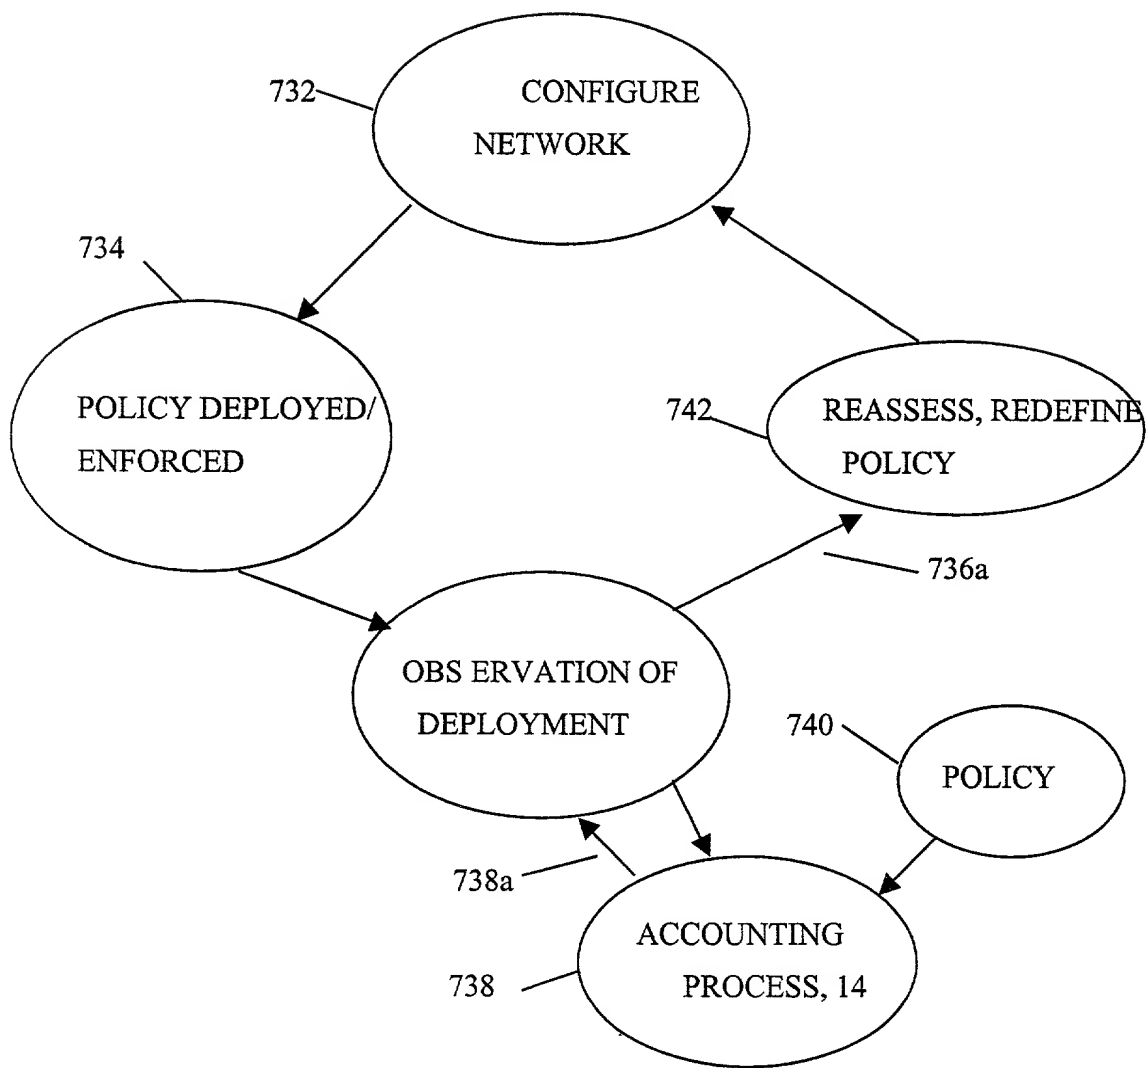 732
CONFIGURE
NETWORK
734
POLICY DEPLOYED/
ENFORCED
742
REASSESS, REDEFINE
POLICY
736a
OBS ERVATION OF
DEPLOYMENT
740
POLICY
738a
ACCOUNTING
PROCESS, 14
738